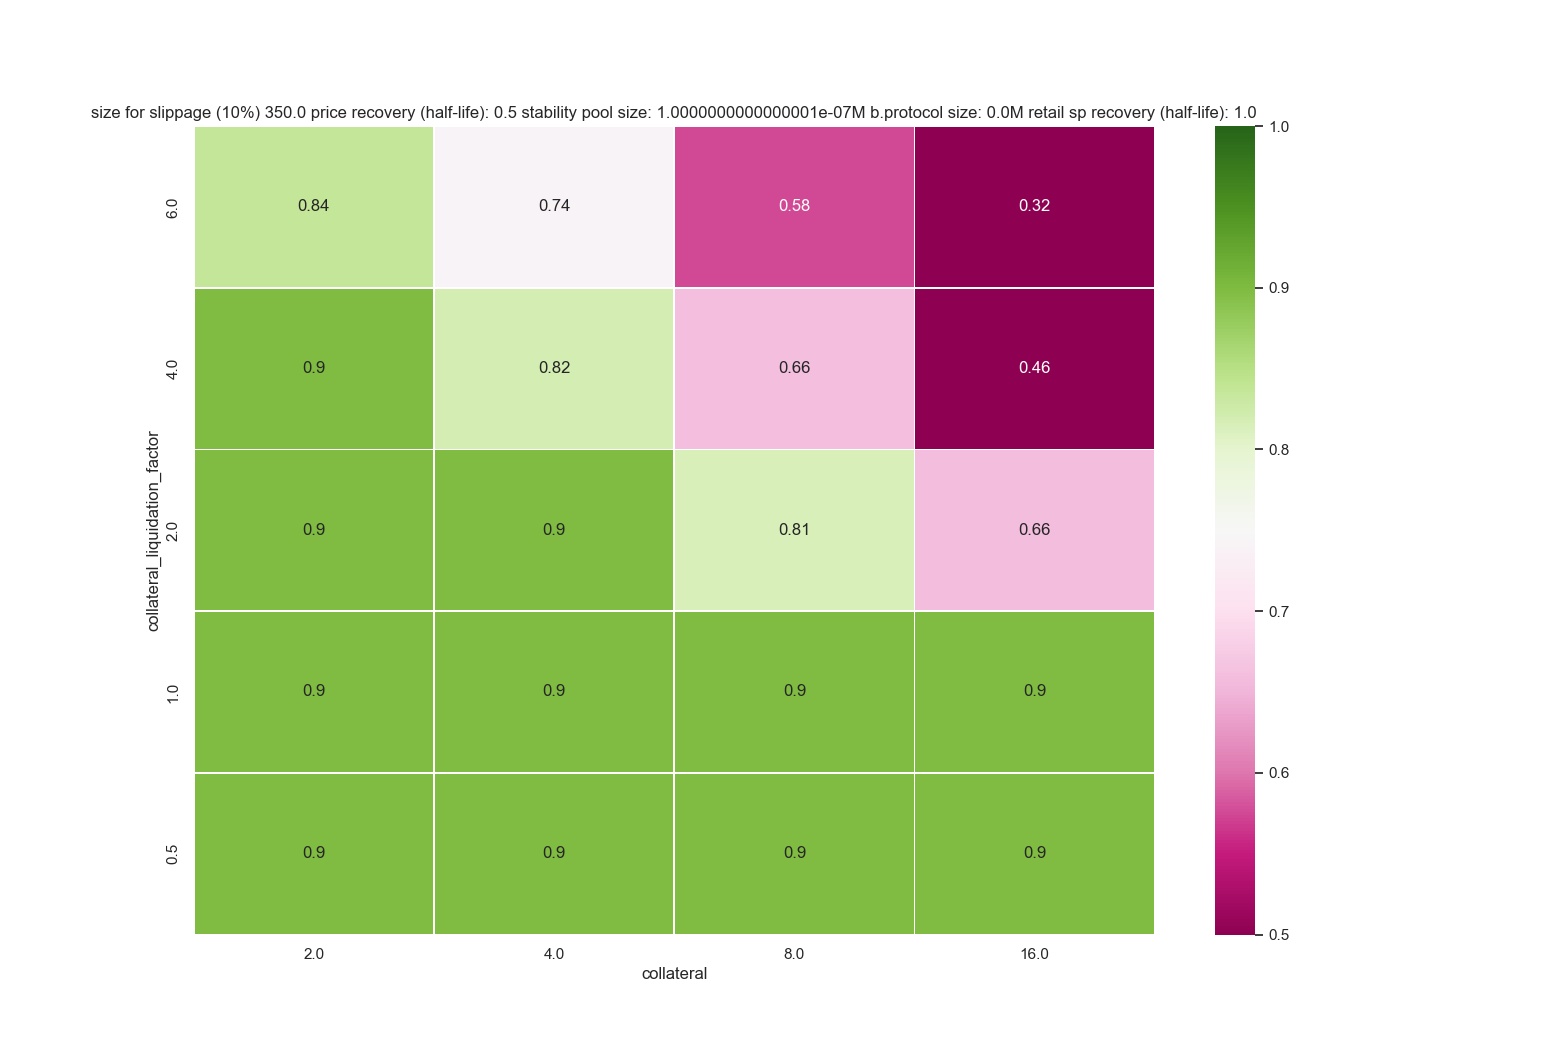 size for slippage (10%) 350.0 price recovery (half-life): 0.5 stability pool size: 1.0000000000000001e-07M b.protocol size: 0.0M retail sp recovery (half-life): 1.0
collateral_liquidation_factor
6.0
0.84 0.74 0.58 0.32
4.0
0.9 0.82 0.66 0.46
2.0
0.9 0.9 0.81 0.66
1.0
0.9 0.9 0.9 0.9
0.5
0.9 0.9 0.9 0.9
2.0 4.0 8.0 16.0
collateral
1.0
0.9
0.8
0.7
0.6
0.5